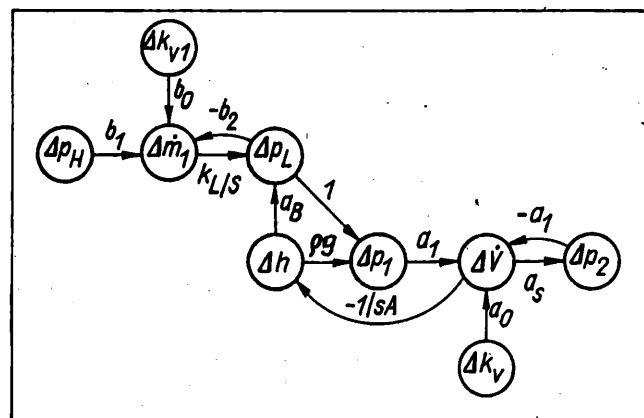 Δk_v1
b_0
-b_2
Δp_H
b_1
Δṁ_1
Δp_L
k_L/s
1
a_B
-a_1
Δh
ρg
Δp_1
a_1
ΔV̇
Δp_2
a_s
-1/sA
a_0
Δk_v